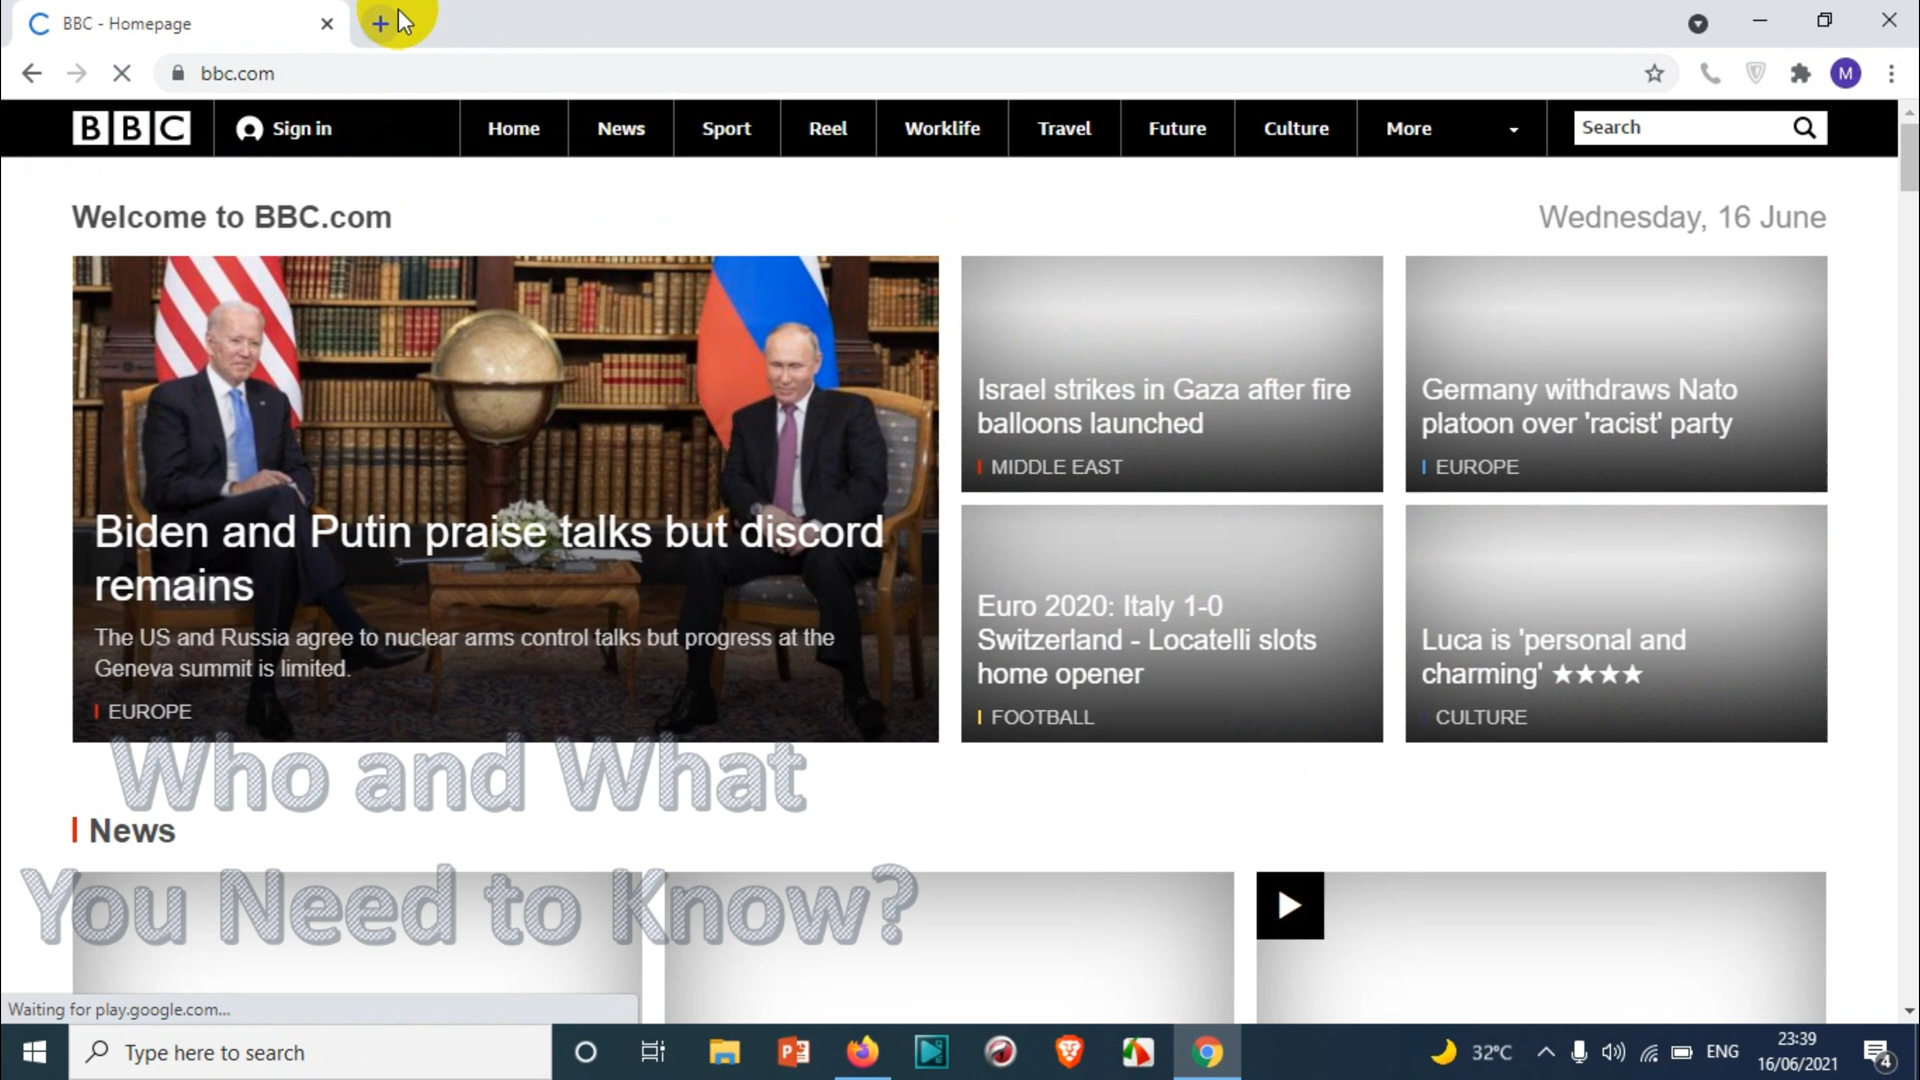 BBC - Homepage
bbc.com
M
BBC
Sign in
Home
News
Sport
Reel
Worklife
Travel
Future
Culture
More
Search
Welcome to BBC.com
Wednesday, 16 June
Biden and Putin praise talks but discord
remains
The US and Russia agree to nuclear arms control talks but progress at the
Geneva summit is limited.
EUROPE
Israel strikes in Gaza after fire
balloons launched
MIDDLE EAST
Germany withdraws Nato
platoon over 'racist' party
EUROPE
Euro 2020: Italy 1-0
Switzerland - Locatelli slots
home opener
FOOTBALL
Luca is 'personal and
charming' ★★★★
CULTURE
Who and What
News
You Need to Know?
Waiting for play.google.com...
Type here to search
32°C
ENG
23:39
16/06/2021
4